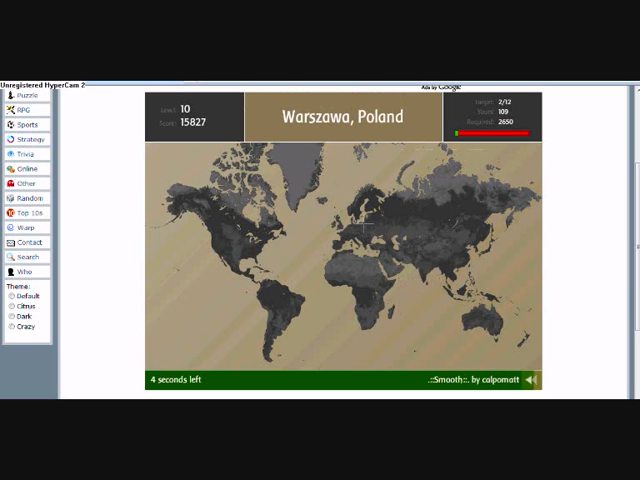 Unregistered HyperCam 2
Ads by Google
Puzzle
RPG
Sports
Strategy
Trivia
Online
Other
Random
Top 10s
Warp
Contact
Search
Who
Theme:
Default
Citrus
Dark
Crazy
Level: 10
Score: 15827
Warszawa, Poland
Target: 2/12
Yours: 109
Required: 2650
4 seconds left
.::Smooth::. by calpomatt